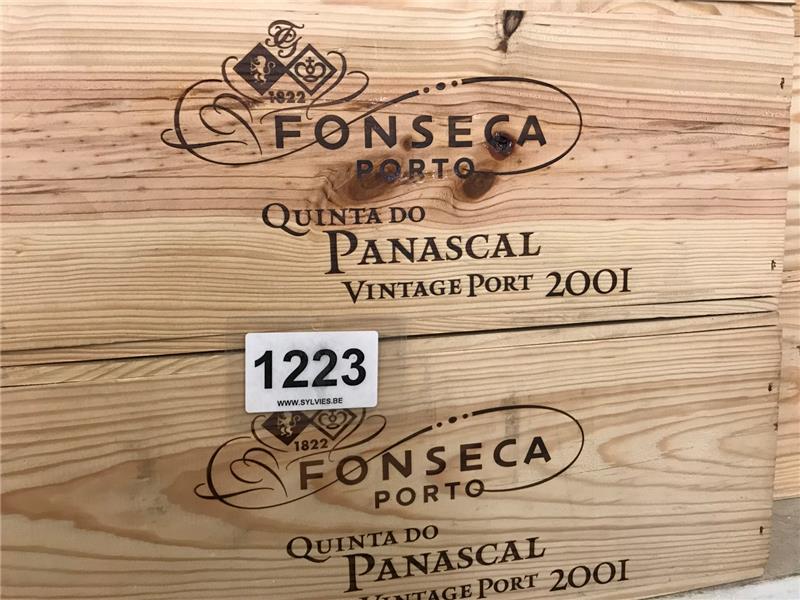 1822
FONSECA
PORTO
QUINTA DO
PANASCAL
VINTAGE PORT 2001
1223
WWW.SYLVIES.BE
1822
FONSECA
PORTO
QUINTA DO
PANASCAL
VINTAGE PORT 2001